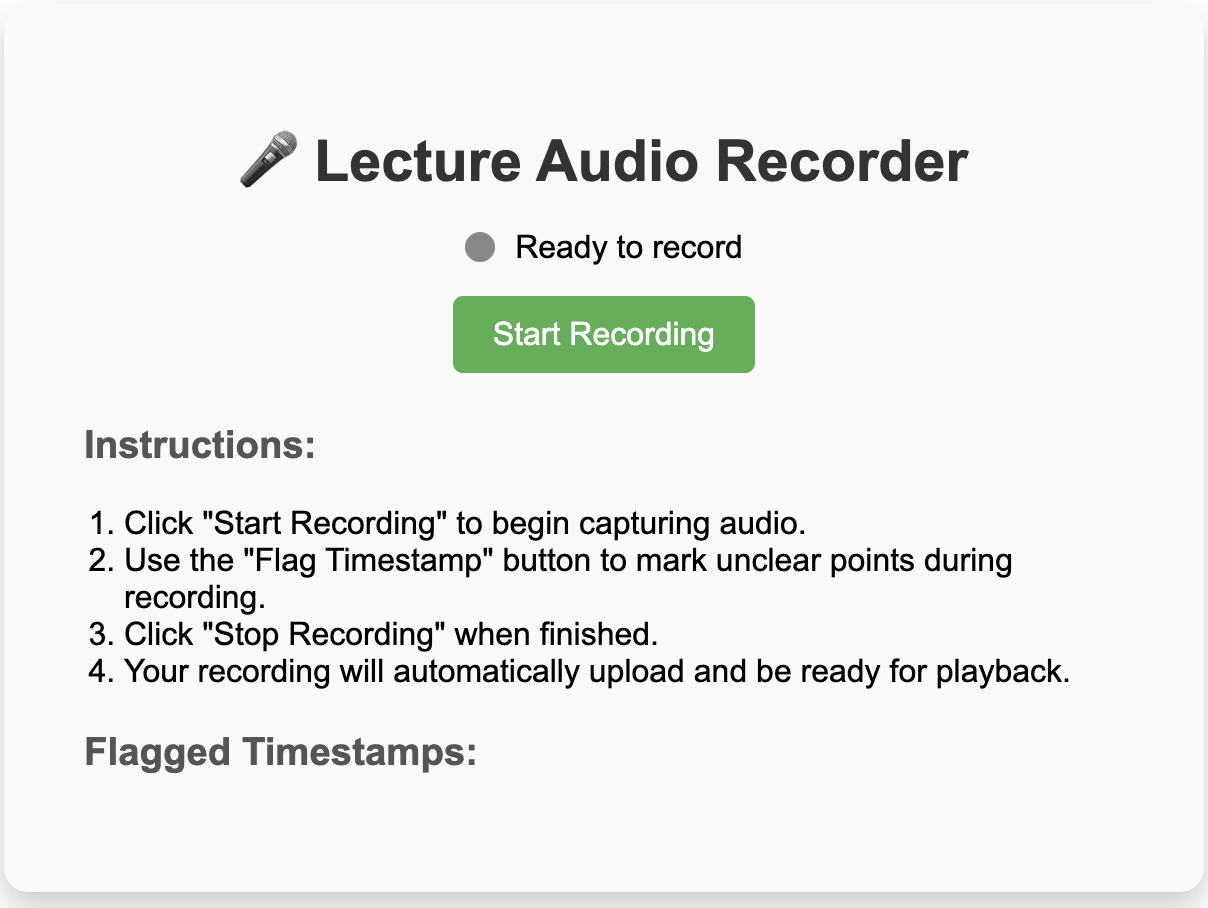 Lecture Audio Recorder
Ready to record
Start Recording
Instructions:
1. Click "Start Recording" to begin capturing audio.
2. Use the "Flag Timestamp" button to mark unclear points during
recording.
3. Click "Stop Recording" when finished.
4. Your recording will automatically upload and be ready for playback.
Flagged Timestamps: